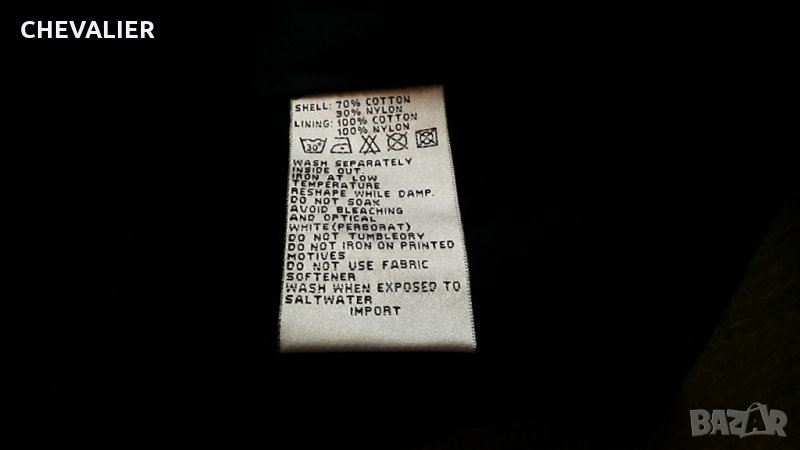 CHEVALIER
SHELL: 70% COTTON
30% NYLON
LINING: 100% COTTON
100% NYLON
30°
WASH SEPARATELY
INSIDE OUT.
IRON AT LOW
TEMPERATURE
RESHAPE WHILE DAMP.
DO NOT SOAK
AVOID BLEACHING
AND OPTICAL
WHITE(PERBORAT)
DO NOT TUMBLEDRY
DO NOT IRON ON PRINTED
MOTIVES
DO NOT USE FABRIC
SOFTENER
WASH WHEN EXPOSED TO
SALTWATER
IMPORT
BAZAR